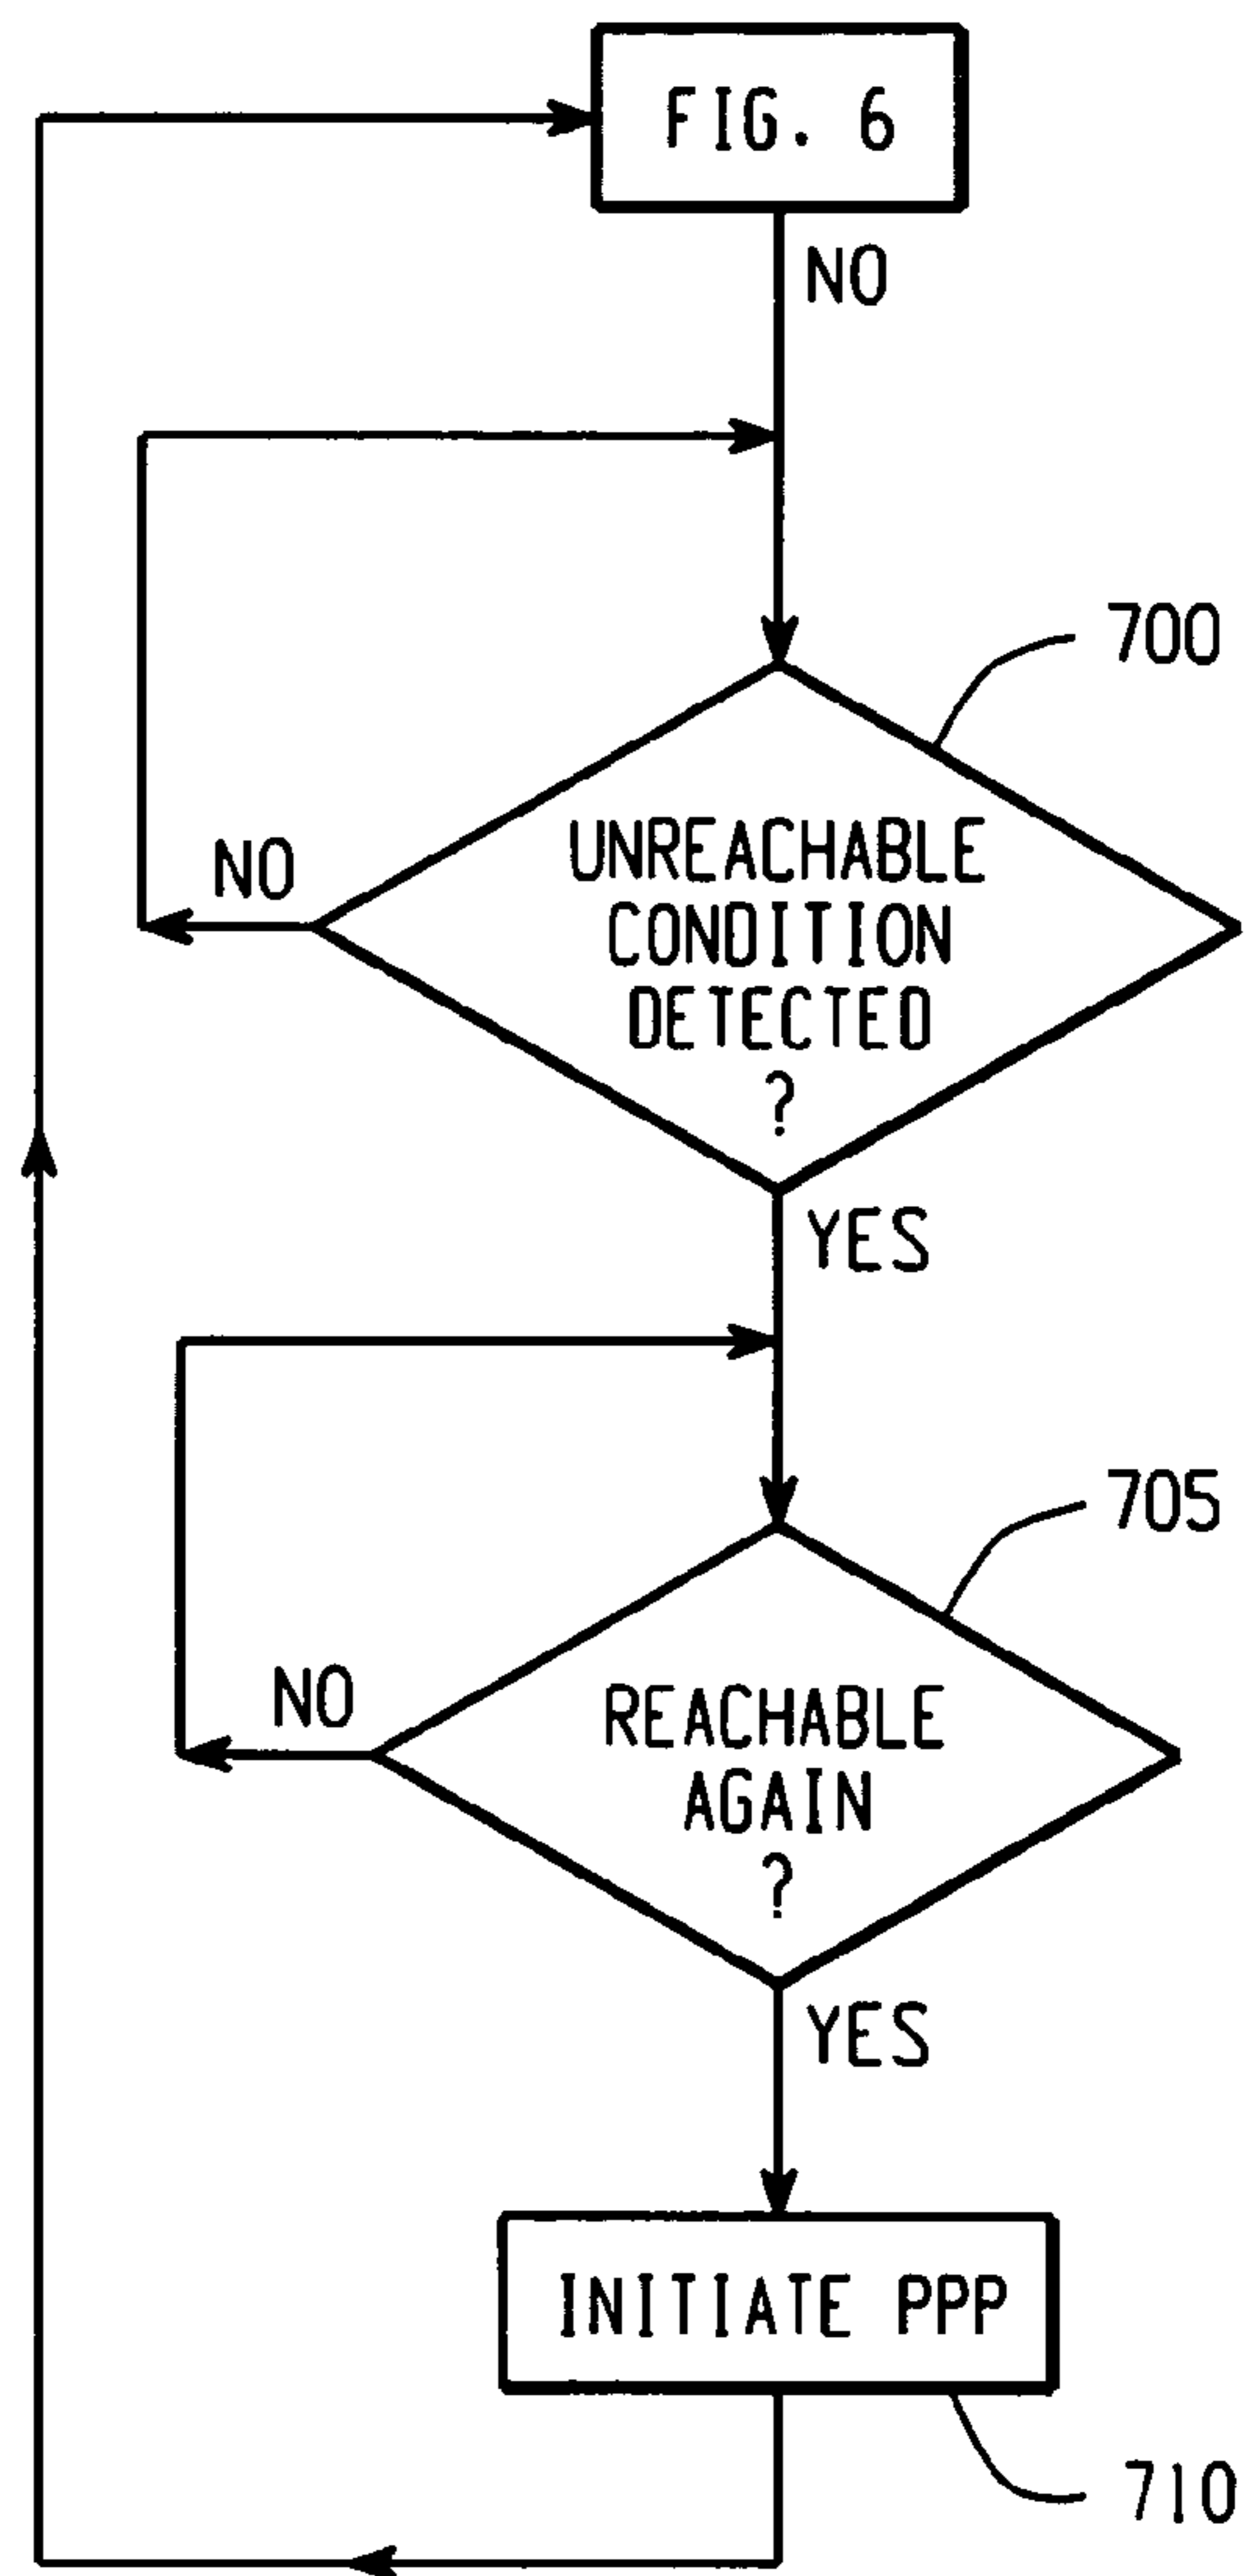 FIG. 6
NO
700
UNREACHABLE
CONDITION
DETECTED
?
NO
YES
705
REACHABLE
AGAIN
?
NO
YES
INITIATE PPP
710